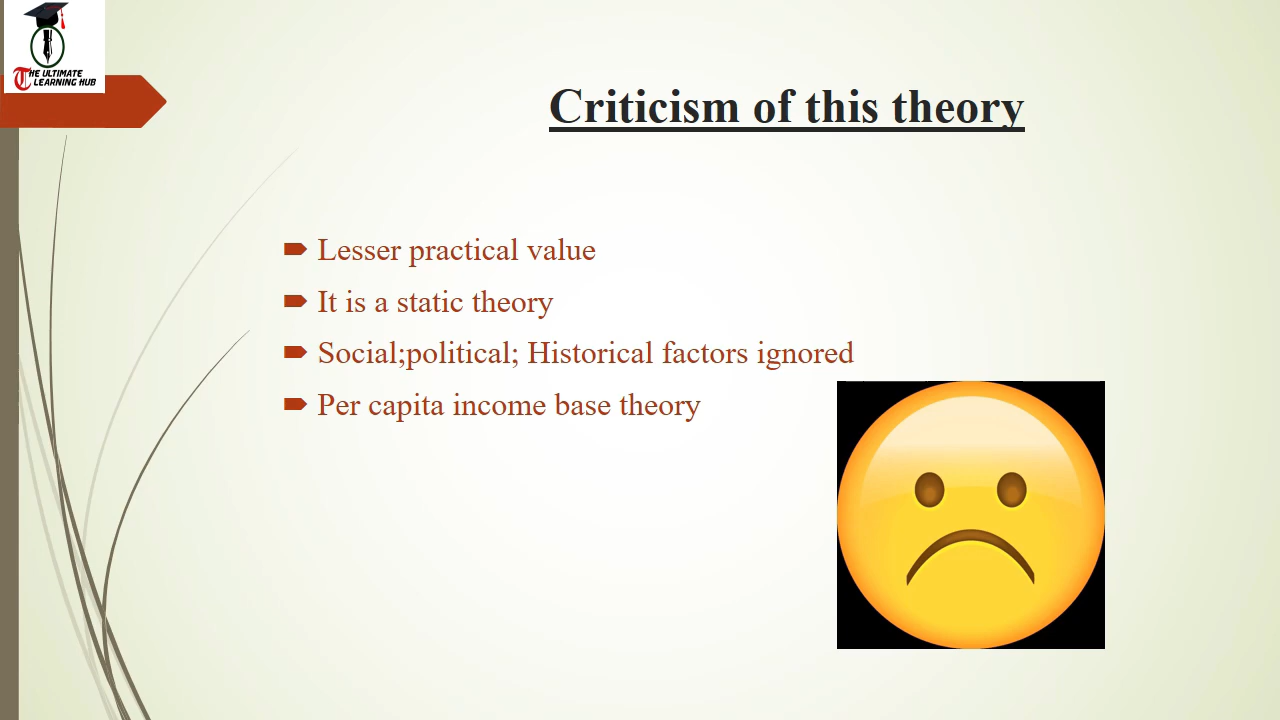 THE ULTIMATE
LEARNING HUB
Criticism of this theory
Lesser practical value
It is a static theory
Social;political; Historical factors ignored
Per capita income base theory